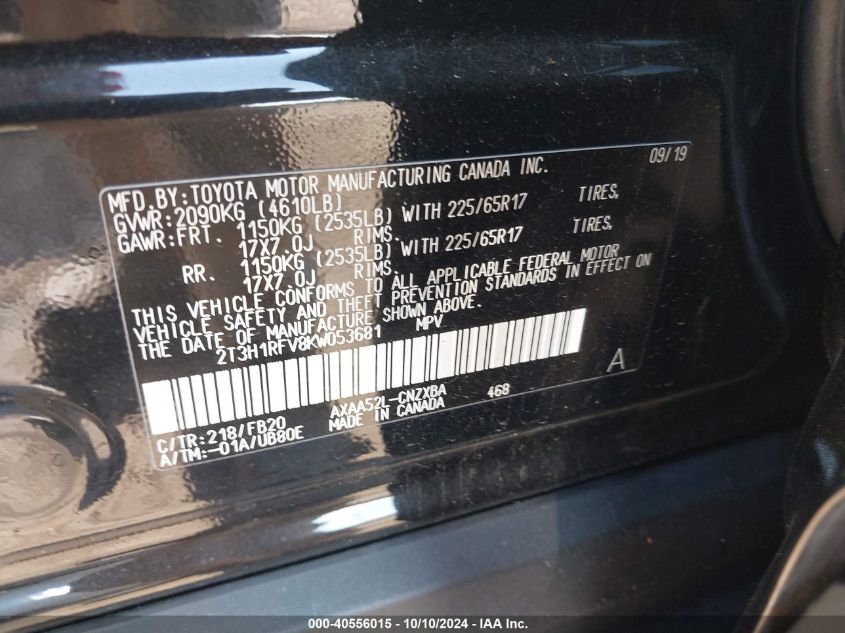 MFD.BY:TOYOTA MOTOR MANUFACTURING CANADA INC. 09/19
GVWR:2090KG (4610LB)
GAWR:FRT. 1150KG (2535LB) WITH 225/65R17 TIRES,
17X7.0J RIMS.
RR. 1150KG (2535LB) WITH 225/65R17 TIRES,
17X7.0J RIMS.
THIS VEHICLE CONFORMS TO ALL APPLICABLE FEDERAL MOTOR
VEHICLE SAFETY AND THEFT PREVENTION STANDARDS IN EFFECT ON
THE DATE OF MANUFACTURE SHOWN ABOVE.
2T3H1RFV8KW053681 MPV
A
C/TR:218/FB20 AXAA52L-CNZXBA 468
A/TM:-01A/UB80E MADE IN CANADA
000-40556015 - 10/10/2024 - IAA Inc.